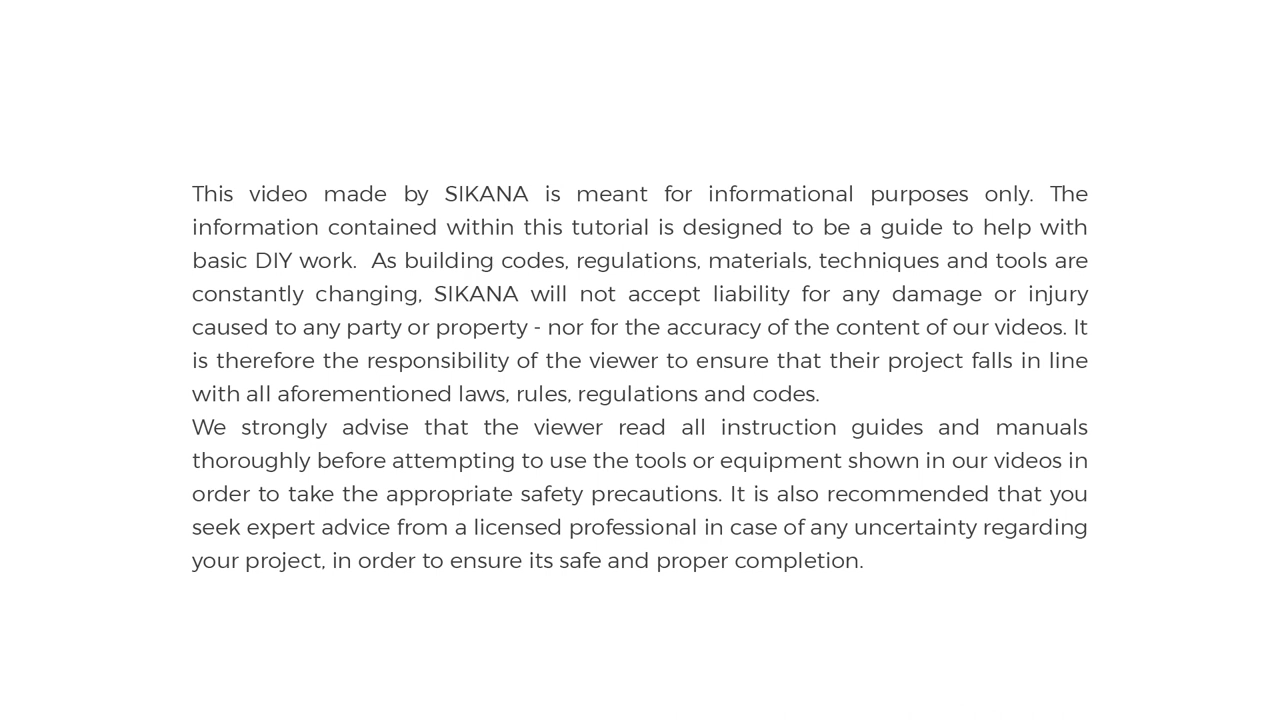 This video made by SIKANA is meant for informational purposes only. The
information contained within this tutorial is designed to be a guide to help with
basic DIY work.  As building codes, regulations, materials, techniques and tools are
constantly changing, SIKANA will not accept liability for any damage or injury
caused to any party or property - nor for the accuracy of the content of our videos. It
is therefore the responsibility of the viewer to ensure that their project falls in line
with all aforementioned laws, rules, regulations and codes.
We strongly advise that the viewer read all instruction guides and manuals
thoroughly before attempting to use the tools or equipment shown in our videos in
order to take the appropriate safety precautions. It is also recommended that you
seek expert advice from a licensed professional in case of any uncertainty regarding
your project, in order to ensure its safe and proper completion.